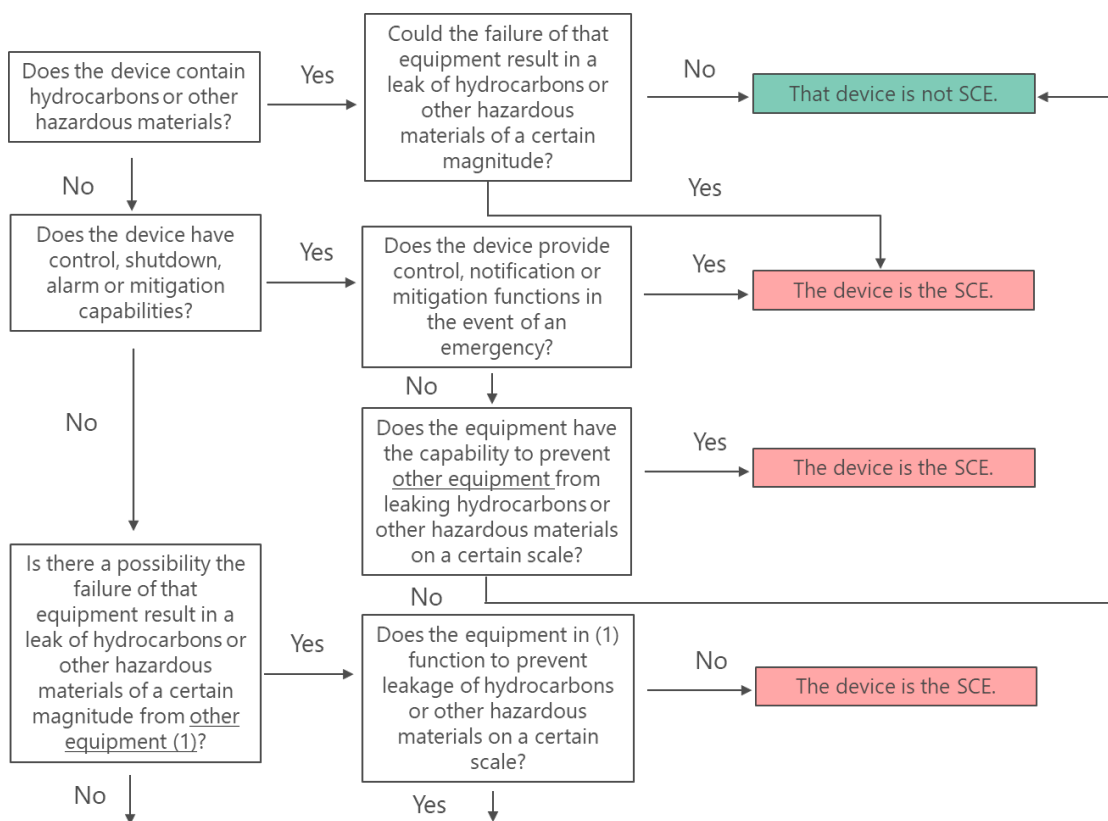 Does the device contain
hydrocarbons or other
hazardous materials?
Yes
Could the failure of that
equipment result in a
leak of hydrocarbons or
other hazardous
materials of a certain
magnitude?
No
That device is not SCE.
No
Yes
Does the device have
control, shutdown,
alarm or mitigation
capabilities?
Yes
Does the device provide
control, notification or
mitigation functions in
the event of an
emergency?
Yes
The device is the SCE.
No
No
Does the equipment have
the capability to prevent
other equipment from
leaking hydrocarbons or
other hazardous materials
on a certain scale?
Yes
The device is the SCE.
No
Is there a possibility the
failure of that
equipment result in a
leak of hydrocarbons or
other hazardous
materials of a certain
magnitude from other
equipment (1)?
Yes
Does the equipment in (1)
function to prevent
leakage of hydrocarbons
or other hazardous
materials on a certain
scale?
No
The device is the SCE.
No
Yes